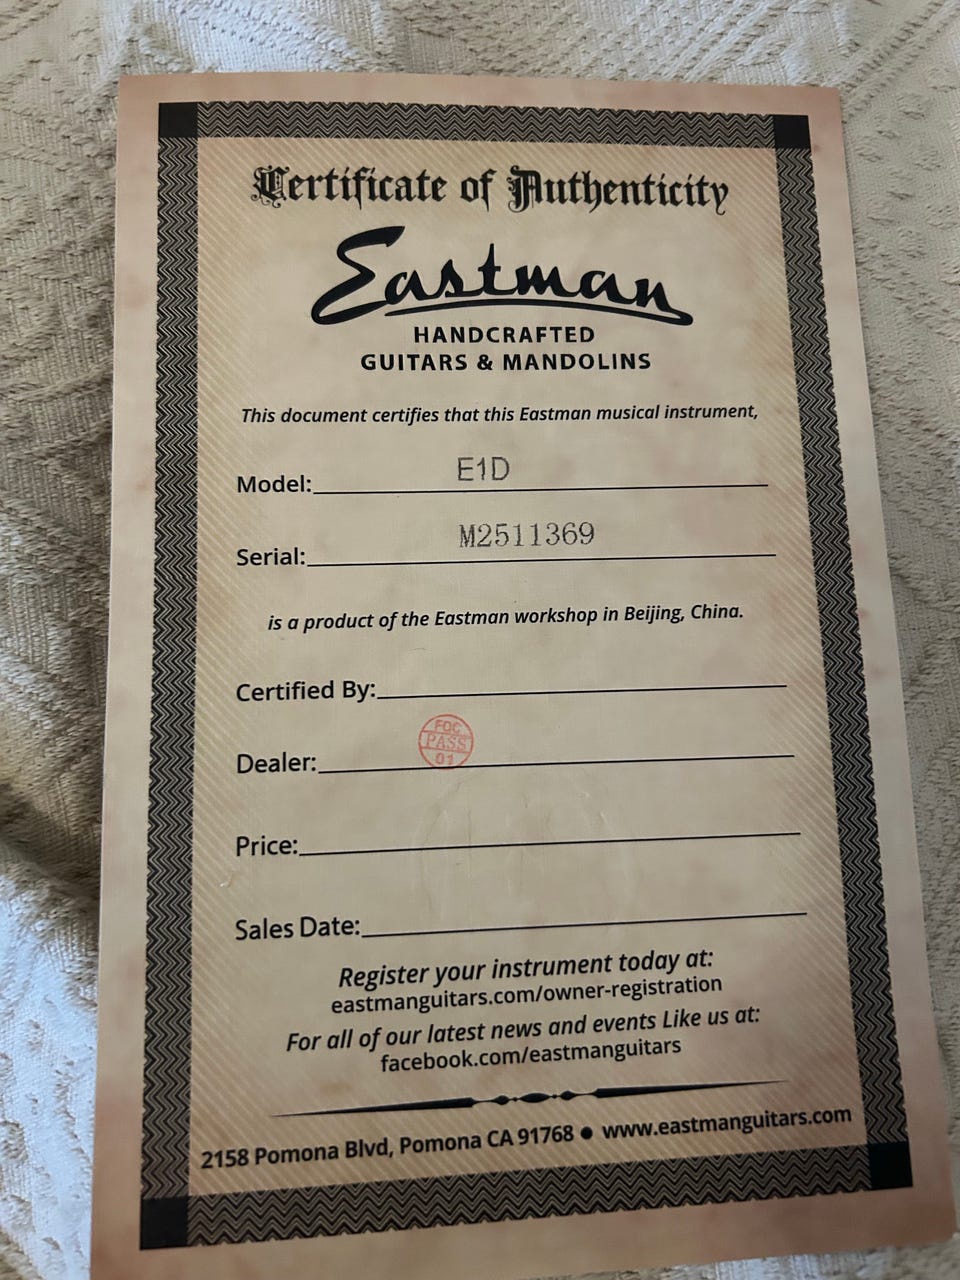 Certificate of Authenticity
Eastman
HANDCRAFTED
GUITARS & MANDOLINS
This document certifies that this Eastman musical instrument,
Model: E1D
Serial: M2511369
is a product of the Eastman workshop in Beijing, China.
Certified By:
FQC
PASS
01
Dealer:
Price:
Sales Date:
Register your instrument today at:
eastmanguitars.com/owner-registration
For all of our latest news and events Like us at:
facebook.com/eastmanguitars
2158 Pomona Blvd, Pomona CA 91768 ● www.eastmanguitars.com